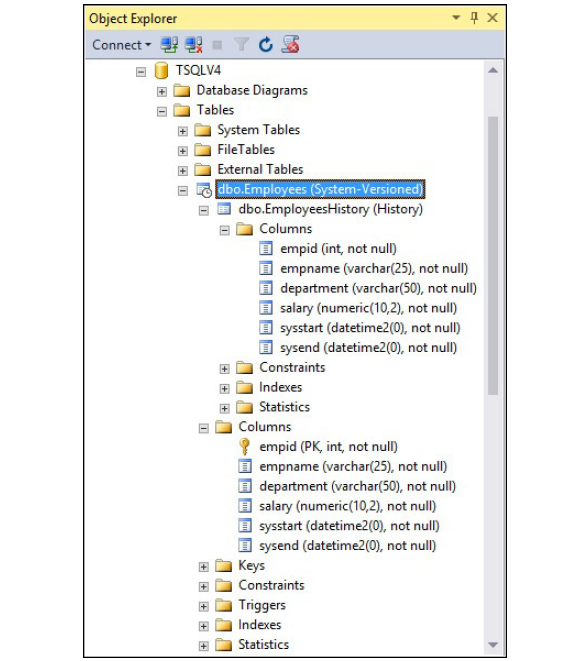 Object Explorer
Connect
TSQLV4
Database Diagrams
Tables
System Tables
FileTables
External Tables
dbo.Employees (System-Versioned)
dbo.EmployeesHistory (History)
Columns
empid (int, not null)
empname (varchar(25), not null)
department (varchar(50), not null)
salary (numeric(10,2), not null)
sysstart (datetime2(0), not null)
sysend (datetime2(0), not null)
Constraints
Indexes
Statistics
Columns
empid (PK, int, not null)
empname (varchar(25), not null)
department (varchar(50), not null)
salary (numeric(10,2), not null)
sysstart (datetime2(0), not null)
sysend (datetime2(0), not null)
Keys
Constraints
Triggers
Indexes
Statistics